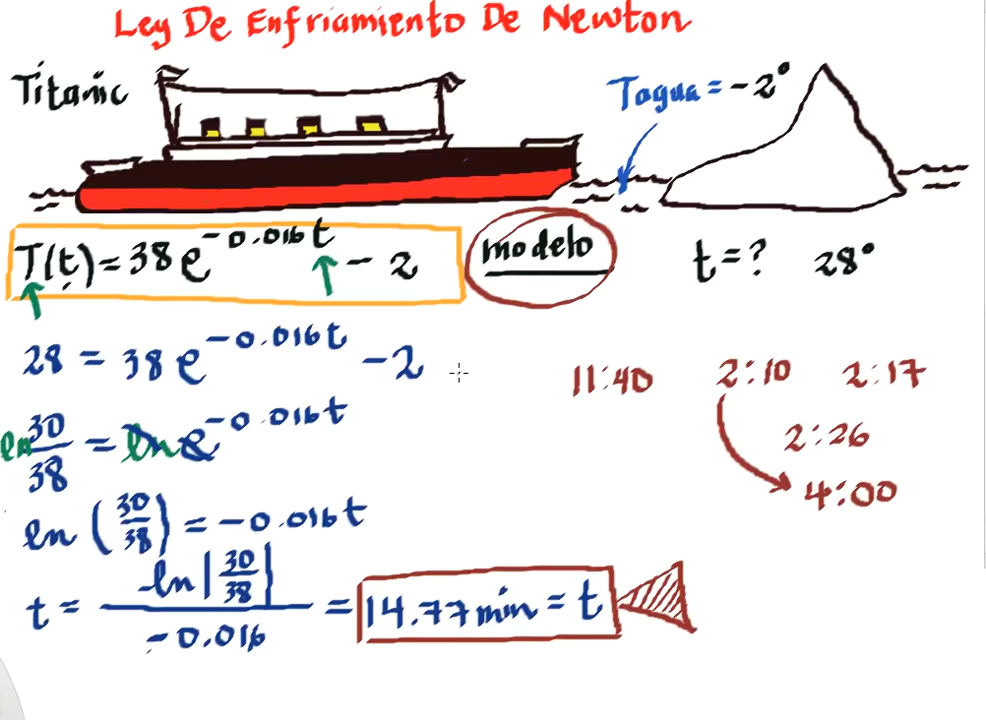 Ley De Enfriamiento De Newton
Titanic
Tagua = -2°
T(t) = 38e^-0.016t - 2
modelo
t = ? 28°
28 = 38e^-0.016t - 2
11:40 2:10 2:17
2:26
4:00
ln 30/38 = ln e^-0.016t
ln (30/38) = -0.016t
t = ln|30/38| / -0.016 = 14.77 min = t